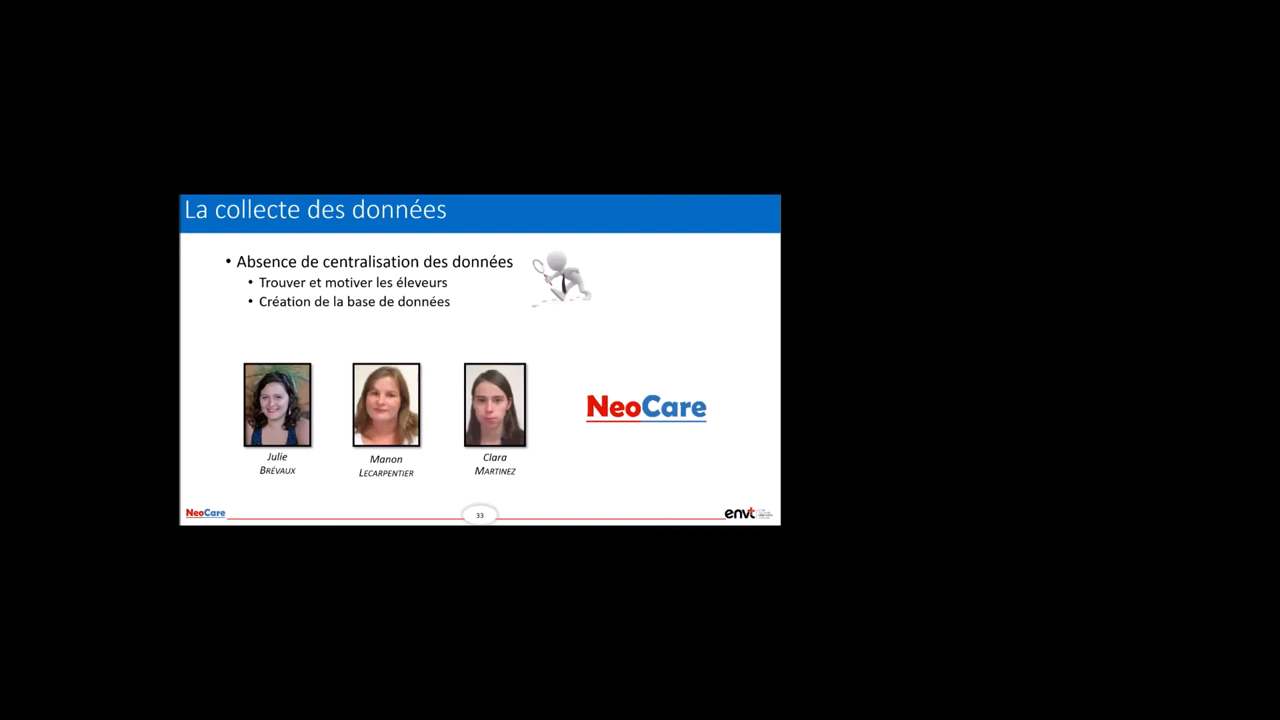 La collecte des données
• Absence de centralisation des données
• Trouver et motiver les éleveurs
• Création de la base de données
Julie
BRÉVAUX
Manon
LECARPENTIER
Clara
MARTINEZ
NeoCare
NeoCare
33
envt